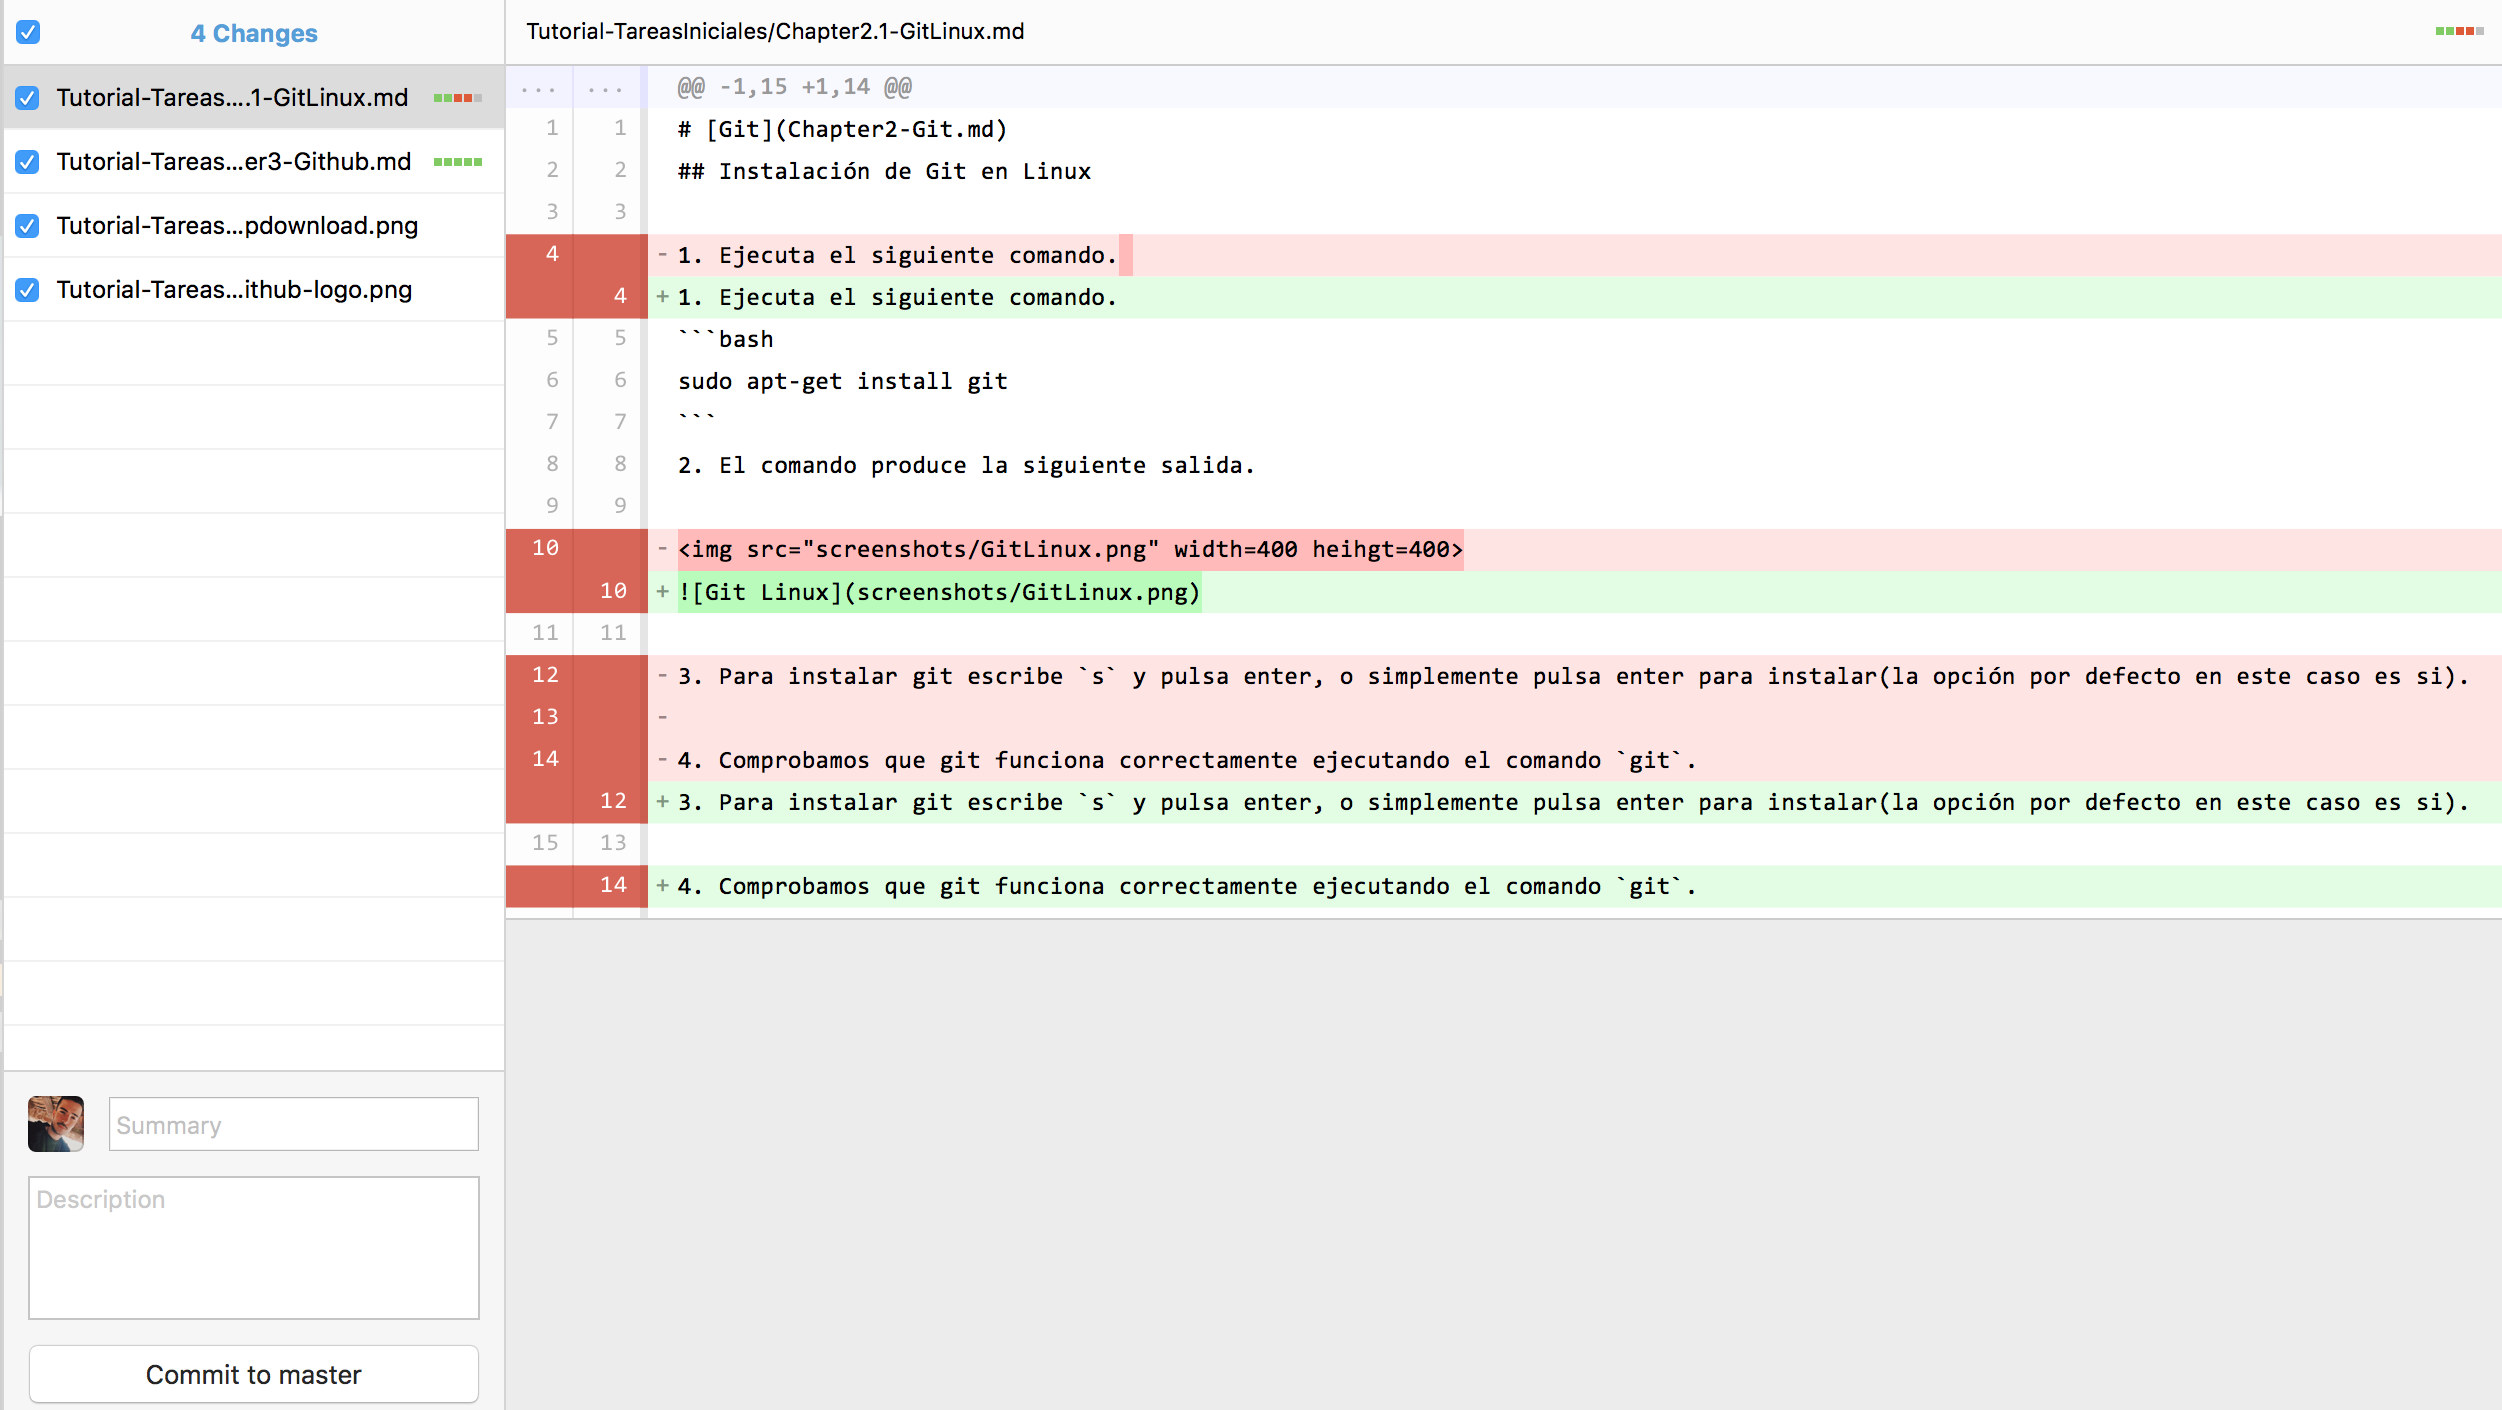 4 Changes
Tutorial-Tareas....1-GitLinux.md
Tutorial-Tareas...er3-Github.md
Tutorial-Tareas...pdownload.png
Tutorial-Tareas...ithub-logo.png
Summary
Description
Commit to master
Tutorial-TareasIniciales/Chapter2.1-GitLinux.md
... ... @@ -1,15 +1,14 @@
1 1 # [Git](Chapter2-Git.md)
2 2 ## Instalación de Git en Linux
3 3
4 - 1. Ejecuta el siguiente comando.
4 + 1. Ejecuta el siguiente comando.
5 5 ```bash
6 6 sudo apt-get install git
7 7 ```
8 8 2. El comando produce la siguiente salida.
9 9
10 - <img src="screenshots/GitLinux.png" width=400 heihgt=400>
10 + ![Git Linux](screenshots/GitLinux.png)
11 11
12 - 3. Para instalar git escribe `s` y pulsa enter, o simplemente pulsa enter para instalar(la opción por defecto en este caso es si).
13 -
14 - 4. Comprobamos que git funciona correctamente ejecutando el comando `git`.
12 + 3. Para instalar git escribe `s` y pulsa enter, o simplemente pulsa enter para instalar(la opción por defecto en este caso es si).
15 13
14 + 4. Comprobamos que git funciona correctamente ejecutando el comando `git`.